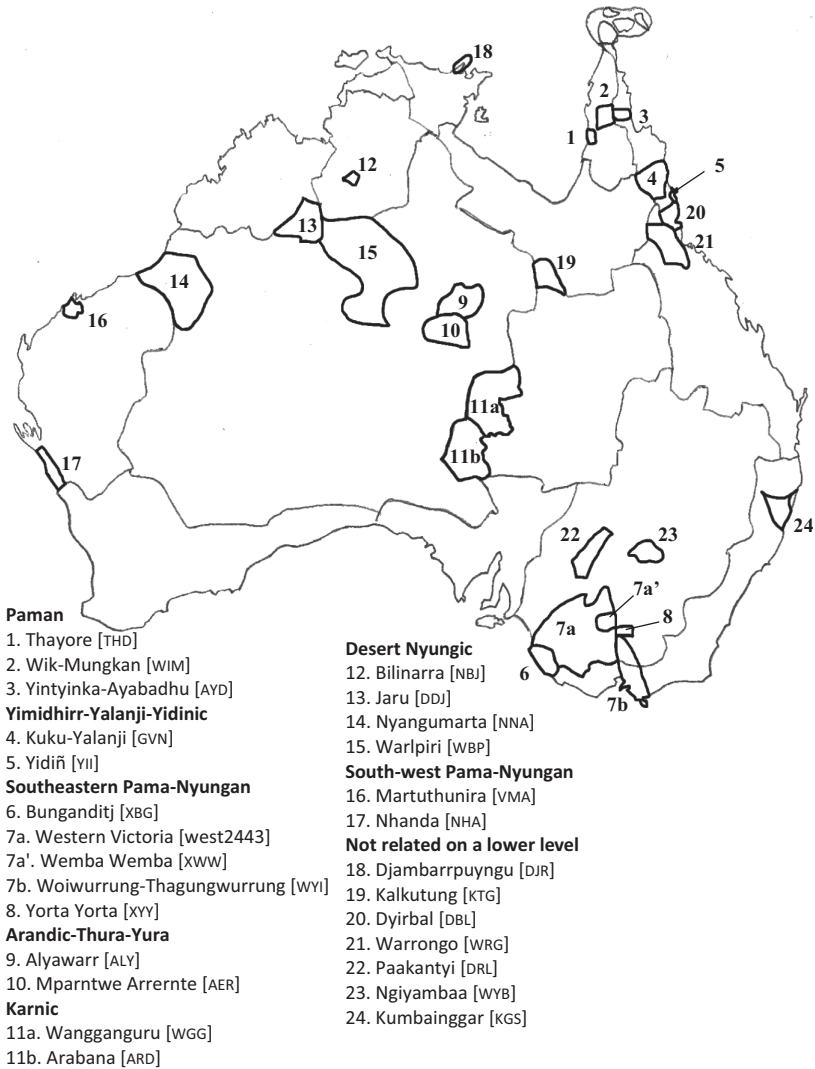 18
2
3
1
12
4
5
13
20
15
21
14
19
9
16
10
11a
11b
17
22
23
24
7a'
7a
8
6
7b
Paman
1. Thayore [THD]
2. Wik-Mungkan [WIM]
3. Yintyinka-Ayabadhu [AYD]
Yimidhirr-Yalanji-Yidinic
4. Kuku-Yalanji [GVN]
5. Yidiñ [YII]
Southeastern Pama-Nyungan
6. Bunganditj [XBG]
7a. Western Victoria [west2443]
7a'. Wemba Wemba [XWW]
7b. Woiwurrung-Thagungwurrung [WYI]
8. Yorta Yorta [XYY]
Arandic-Thura-Yura
9. Alyawarr [ALY]
10. Mparntwe Arrernte [AER]
Karnic
11a. Wangganguru [WGG]
11b. Arabana [ARD]
Desert Nyungic
12. Bilinarra [NBJ]
13. Jaru [DDJ]
14. Nyangumarta [NNA]
15. Warlpiri [WBP]
South-west Pama-Nyungan
16. Martuthunira [VMA]
17. Nhanda [NHA]
Not related on a lower level
18. Djambarrpuyngu [DJR]
19. Kalkutung [KTG]
20. Dyirbal [DBL]
21. Warrongo [WRG]
22. Paakantyi [DRL]
23. Ngiyambaa [WYB]
24. Kumbainggar [KGS]